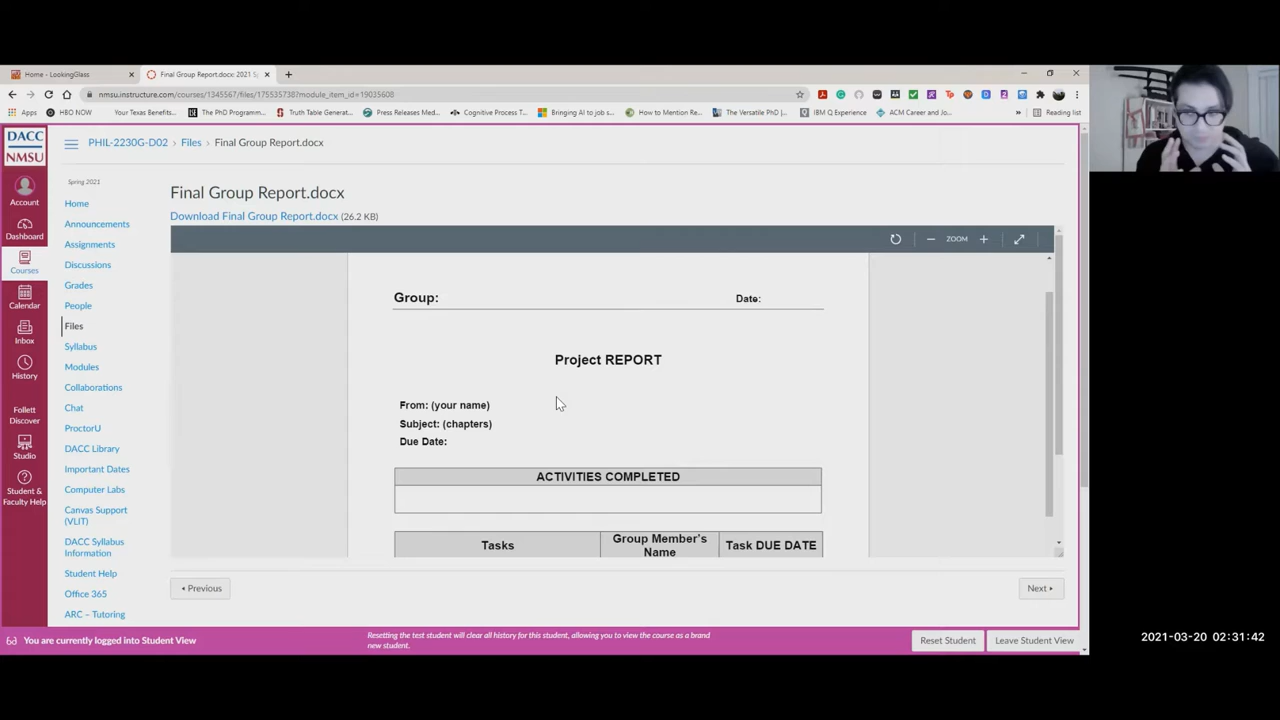 Home - LookingGlass
Final Group Report.docx: 2021 S
nmsu.instructure.com/courses/1345567/files/175535738?module_item_id=19035608
Apps
HBO NOW
Your Texas Benefits...
The PhD Programm...
Truth Table Generat...
Press Releases Med...
Cognitive Process T...
Bringing AI to job s...
How to Mention Re...
The Versatile PhD |...
IBM Q Experience
ACM Career and Jo...
»
Reading list
DACC
NMSU
PHIL-2230G-D02 › Files › Final Group Report.docx
Spring 2021
Account
Dashboard
Courses
Calendar
Inbox
History
Follett
Discover
Studio
Student &
Faculty Help
Home
Announcements
Assignments
Discussions
Grades
People
Files
Syllabus
Modules
Collaborations
Chat
ProctorU
DACC Library
Important Dates
Computer Labs
Canvas Support
(VLIT)
DACC Syllabus
Information
Student Help
Office 365
ARC – Tutoring
Final Group Report.docx
Download Final Group Report.docx (26.2 KB)
ZOOM
Group:
Date:
Project REPORT
From: (your name)
Subject: (chapters)
Due Date:
ACTIVITIES COMPLETED
Tasks
Group Member's
Name
Task DUE DATE
Previous
Next
You are currently logged into Student View
Resetting the test student will clear all history for this student, allowing you to view the course as a brand
new student.
Reset Student
Leave Student View
2021-03-20 02:31:42